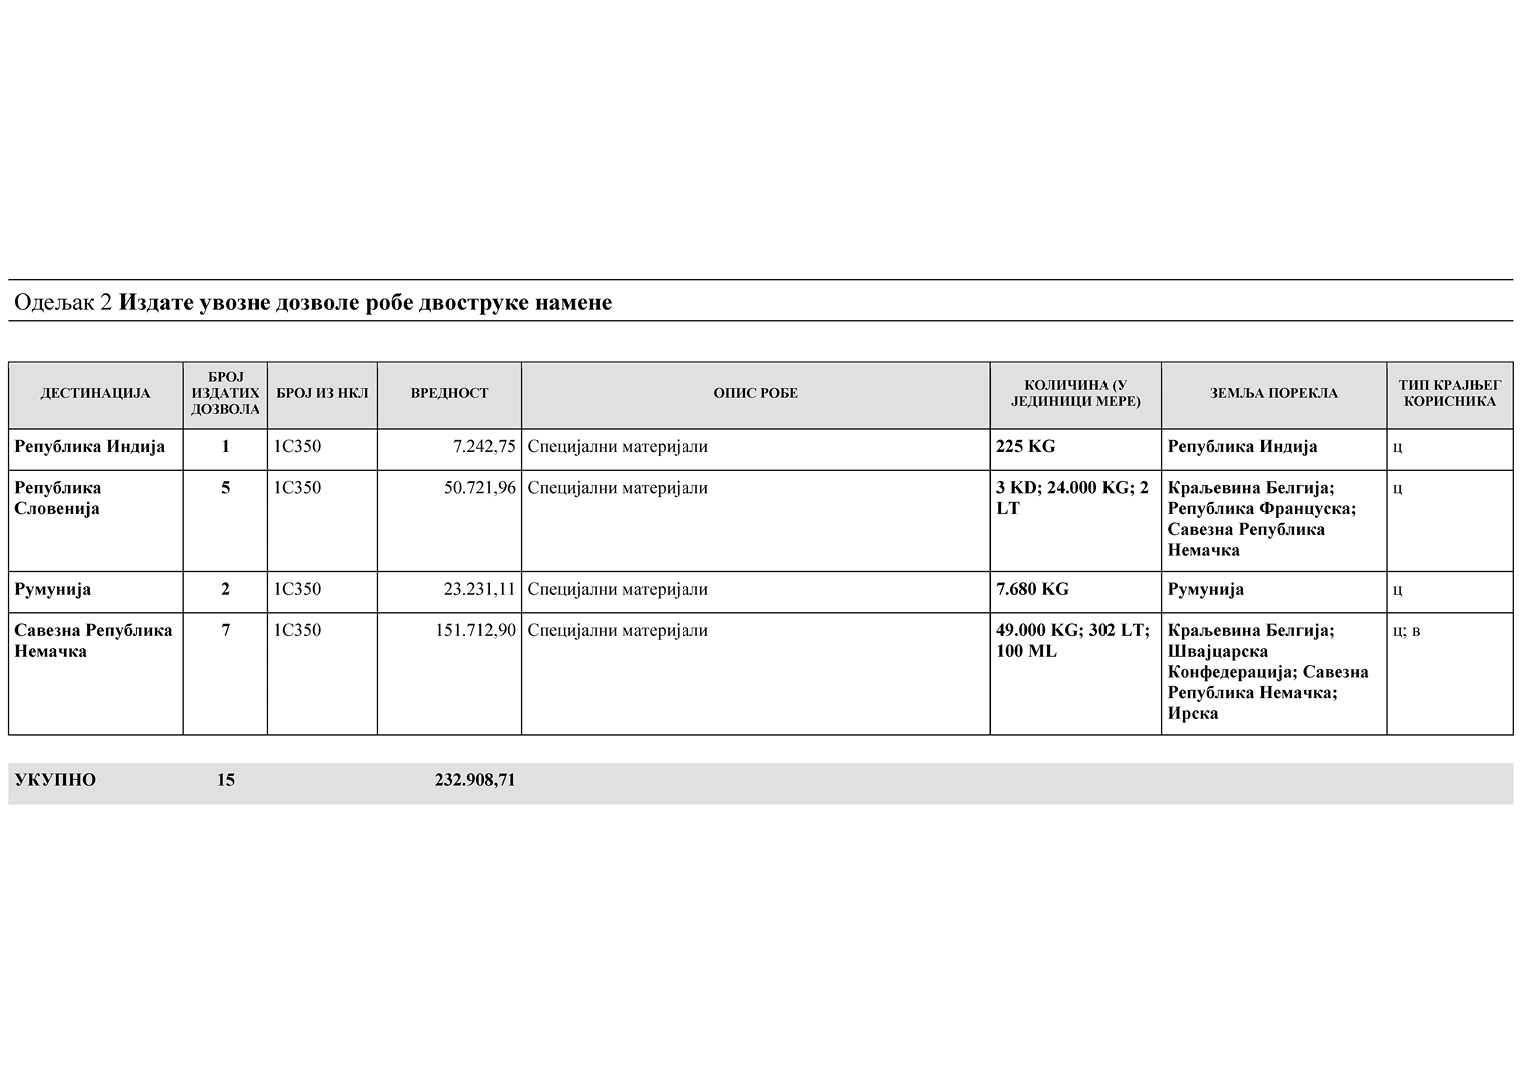 Одељак 2 Издате увозне дозволе робе двоструке намене
ДЕСТИНАЦИЈА
БРОЈ
ИЗДАТИХ
ДОЗВОЛА
БРОЈ ИЗ НКЛ
ВРЕДНОСТ
ОПИС РОБЕ
КОЛИЧИНА (У
ЈЕДИНИЦИ МЕРЕ)
ЗЕМЉА ПОРЕКЛА
ТИП КРАЈЊЕГ
КОРИСНИКА
Република Индија 1 1C350 7.242,75 Специјални материјали 225 KG Република Индија ц
Република 5 1C350 50.721,96 Специјални материјали 3 KD; 24.000 KG; 2 Краљевина Белгија; ц
Словенија LT Република Француска;
Савезна Република
Немачка
Румунија 2 1C350 23.231,11 Специјални материјали 7.680 KG Румунија ц
Савезна Република 7 1C350 151.712,90 Специјални материјали 49.000 KG; 302 LT; Краљевина Белгија; ц; в
Немачка 100 ML Швајцарска
Конфедерација; Савезна
Република Немачка;
Ирска
УКУПНО 15 232.908,71